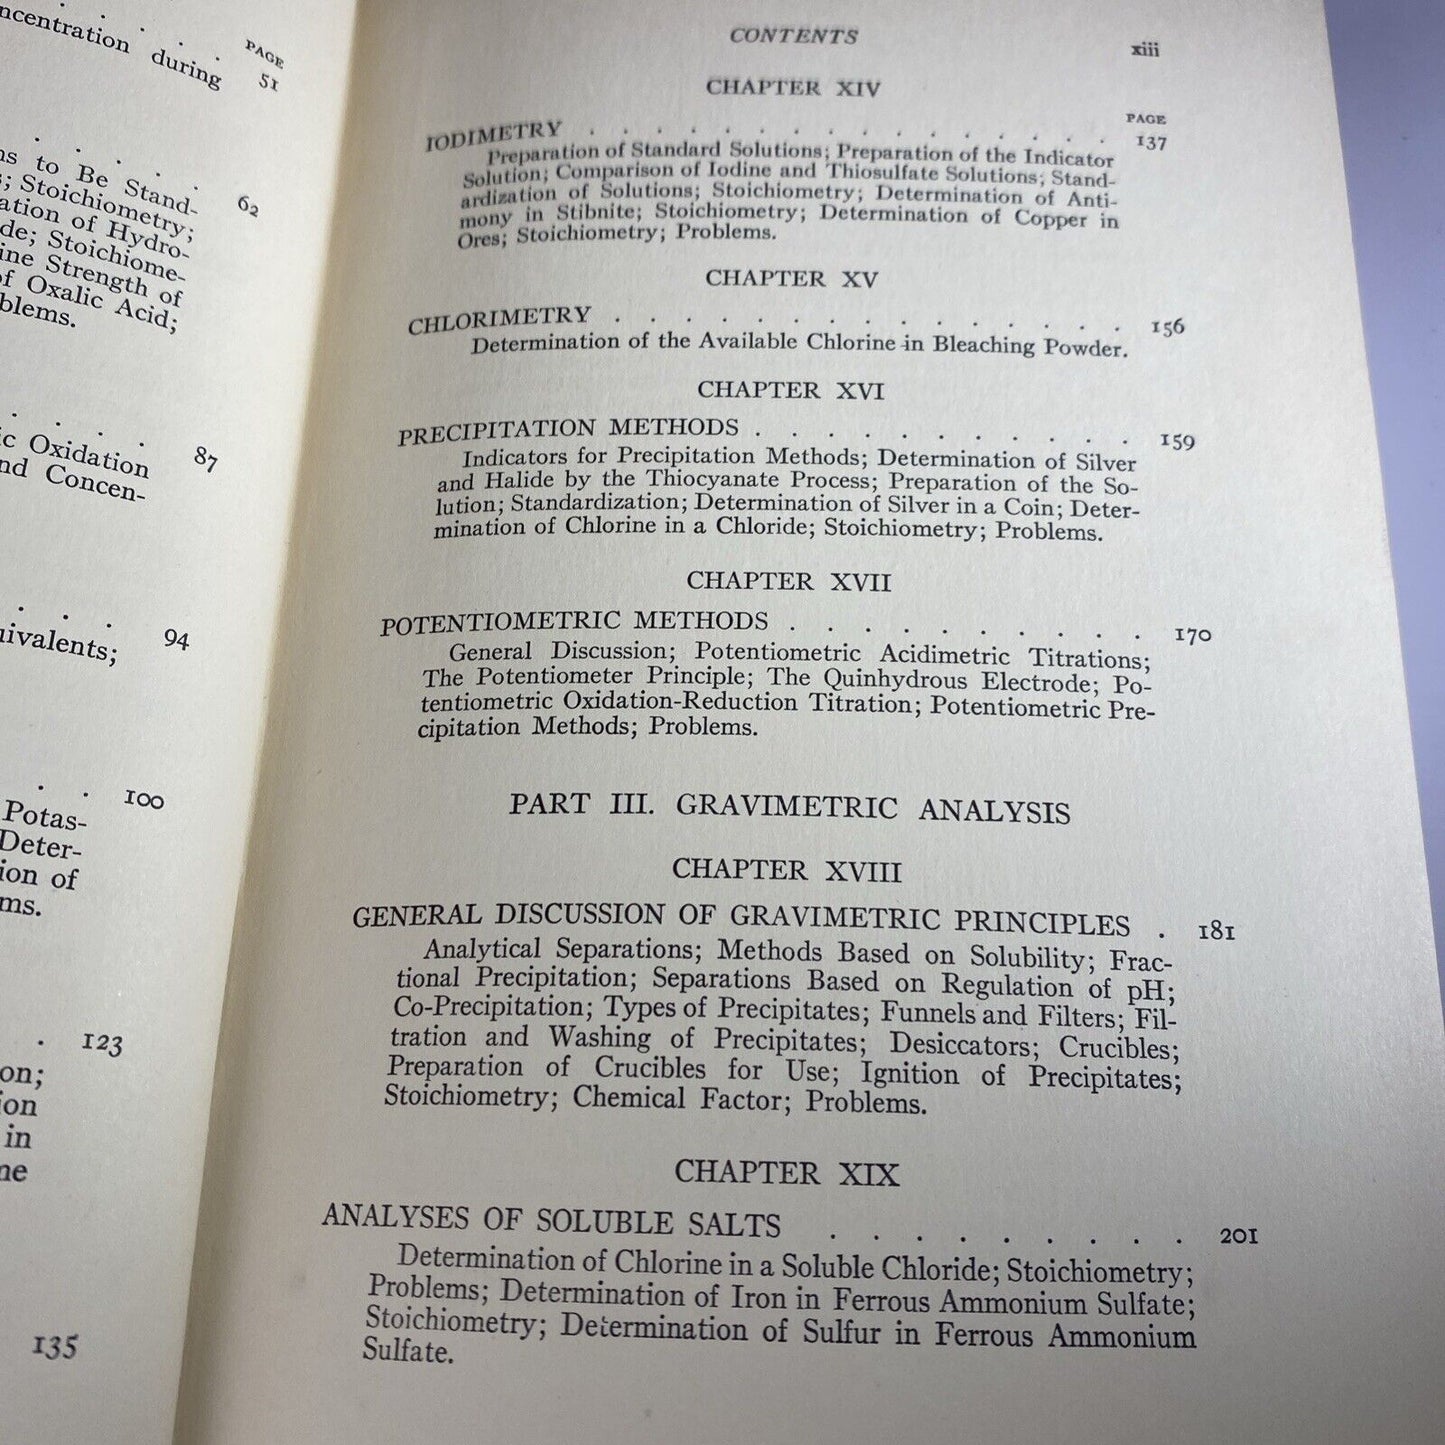 PAGE
ncentration during
51
ns to Be Stand-
62
s; Stoichiometry;
ation of Hydro-
de; Stoichiome-
ine Strength of
of Oxalic Acid;
blems.
ic Oxidation
87
nd Concen-
94
uivalents;
100
Potas-
Deter-
ion of
ms.
123
on;
ion
in
ne
135
CONTENTS xiii
CHAPTER XIV
PAGE
IODIMETRY . . . . . . . . . . . . . . 137
Preparation of Standard Solutions; Preparation of the Indicator
Solution; Comparison of Iodine and Thiosulfate Solutions; Stand-
ardization of Solutions; Stoichiometry; Determination of Anti-
mony in Stibnite; Stoichiometry; Determination of Copper in
Ores; Stoichiometry; Problems.
CHAPTER XV
CHLORIMETRY . . . . . . . . . . . . . 156
Determination of the Available Chlorine in Bleaching Powder.
CHAPTER XVI
PRECIPITATION METHODS . . . . . . . . . . 159
Indicators for Precipitation Methods; Determination of Silver
and Halide by the Thiocyanate Process; Preparation of the So-
lution; Standardization; Determination of Silver in a Coin; Deter-
mination of Chlorine in a Chloride; Stoichiometry; Problems.
CHAPTER XVII
POTENTIOMETRIC METHODS . . . . . . . . . . 170
General Discussion; Potentiometric Acidimetric Titrations;
The Potentiometer Principle; The Quinhydrous Electrode; Po-
tentiometric Oxidation-Reduction Titration; Potentiometric Pre-
cipitation Methods; Problems.
PART III. GRAVIMETRIC ANALYSIS
CHAPTER XVIII
GENERAL DISCUSSION OF GRAVIMETRIC PRINCIPLES . 181
Analytical Separations; Methods Based on Solubility; Frac-
tional Precipitation; Separations Based on Regulation of pH;
Co-Precipitation; Types of Precipitates; Funnels and Filters; Fil-
tration and Washing of Precipitates; Desiccators; Crucibles;
Preparation of Crucibles for Use; Ignition of Precipitates;
Stoichiometry; Chemical Factor; Problems.
CHAPTER XIX
ANALYSES OF SOLUBLE SALTS . . . . . . . . . 201
Determination of Chlorine in a Soluble Chloride; Stoichiometry;
Problems; Determination of Iron in Ferrous Ammonium Sulfate;
Stoichiometry; Determination of Sulfur in Ferrous Ammonium
Sulfate.